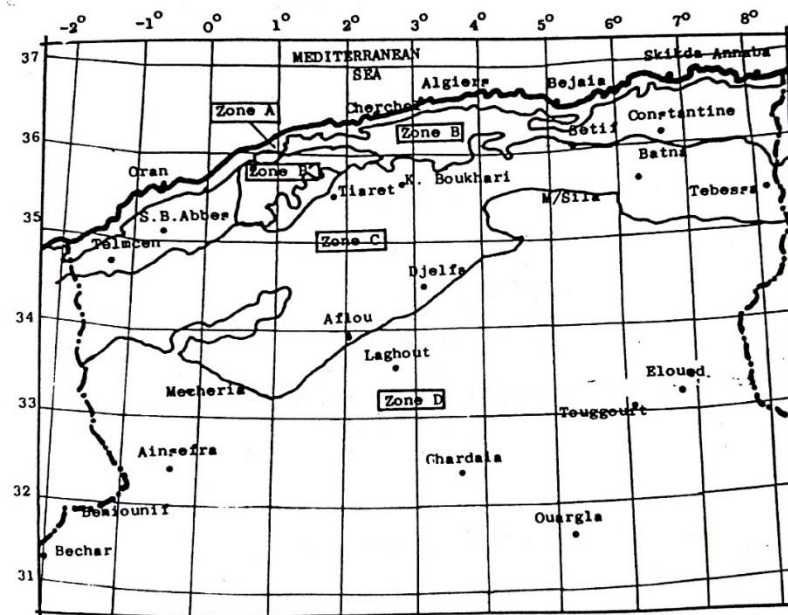 -2° -1° 0° 1° 2° 3° 4° 5° 6° 7° 8°
37
MEDITERRANEAN
SEA
Skikda Annaba
Algiers
Bejaia
Cherchel
Zone A
Zone B
Constantine
36
Setif
Oran
Zone B
Batna
Tiaret
K. Boukhari
M/Sila
Tebessa
35
S.B.Abbes
Telmcen
Zone C
Djelfa
34
Aflou
Laghout
Eloued
Mecheria
33
Zone D
Touggourt
Ainsefra
Ghardaia
32
Beniounif
Ouargla
Bechar
31